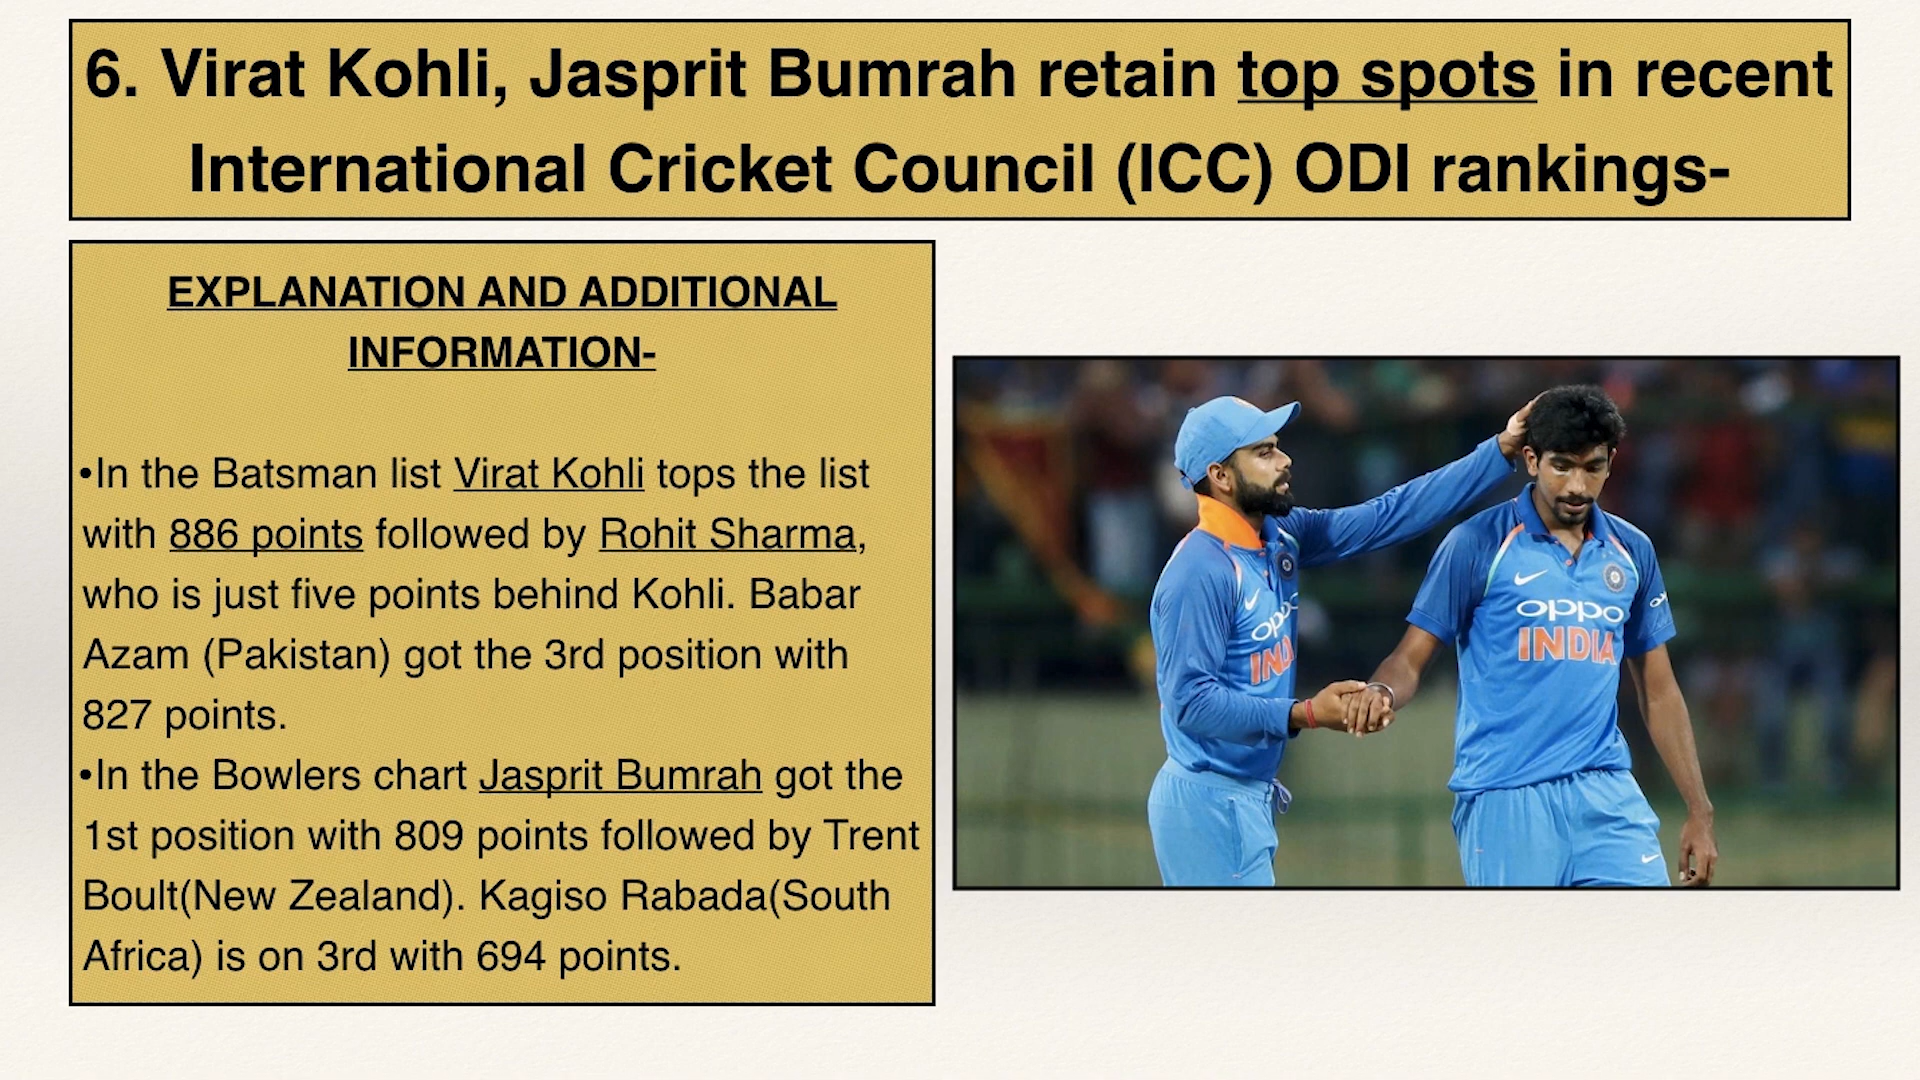 6. Virat Kohli, Jasprit Bumrah retain top spots in recent
International Cricket Council (ICC) ODI rankings-
EXPLANATION AND ADDITIONAL
INFORMATION-
•In the Batsman list Virat Kohli tops the list
with 886 points followed by Rohit Sharma,
who is just five points behind Kohli. Babar
Azam (Pakistan) got the 3rd position with
827 points.
•In the Bowlers chart Jasprit Bumrah got the
1st position with 809 points followed by Trent
Boult(New Zealand). Kagiso Rabada(South
Africa) is on 3rd with 694 points.
oppo
INDIA
oppo
INDIA